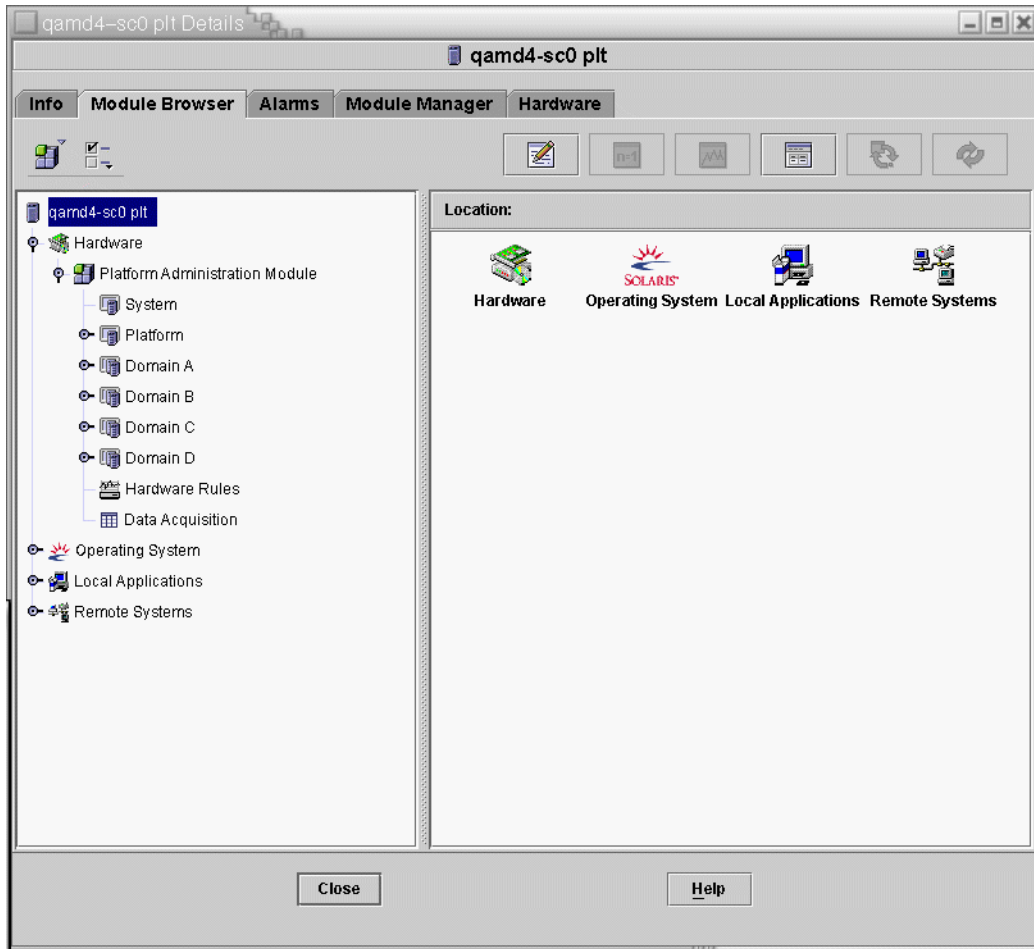 qamd4–sc0 plt Details
qamd4-sc0 plt
Info Module Browser Alarms Module Manager Hardware
n=1
qamd4-sc0 plt
Hardware
Platform Administration Module
System
Platform
Domain A
Domain B
Domain C
Domain D
Hardware Rules
Data Acquisition
Operating System
Local Applications
Remote Systems
Location:
SOLARIS
Hardware Operating System Local Applications Remote Systems
Close Help